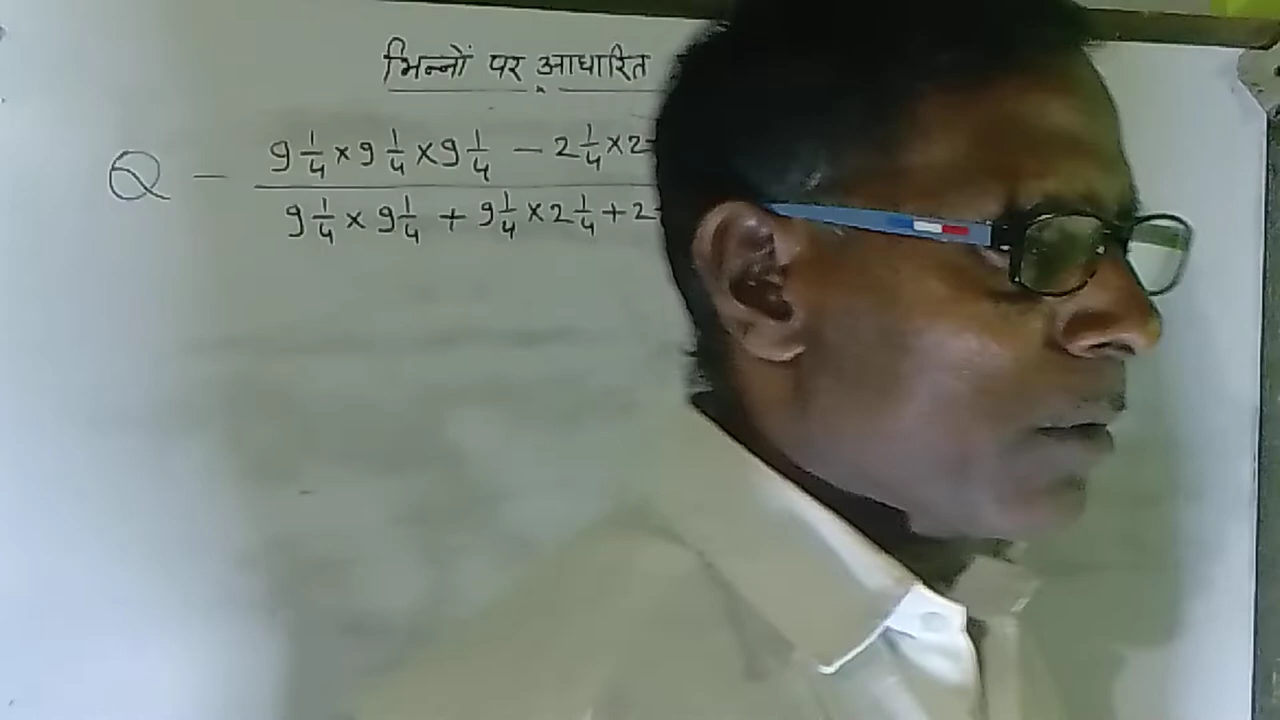 भिन्नों पर आधारित
Q - 9 1/4 × 9 1/4 × 9 1/4 - 2 1/4 × 2
9 1/4 × 9 1/4 + 9 1/4 × 2 1/4 + 2